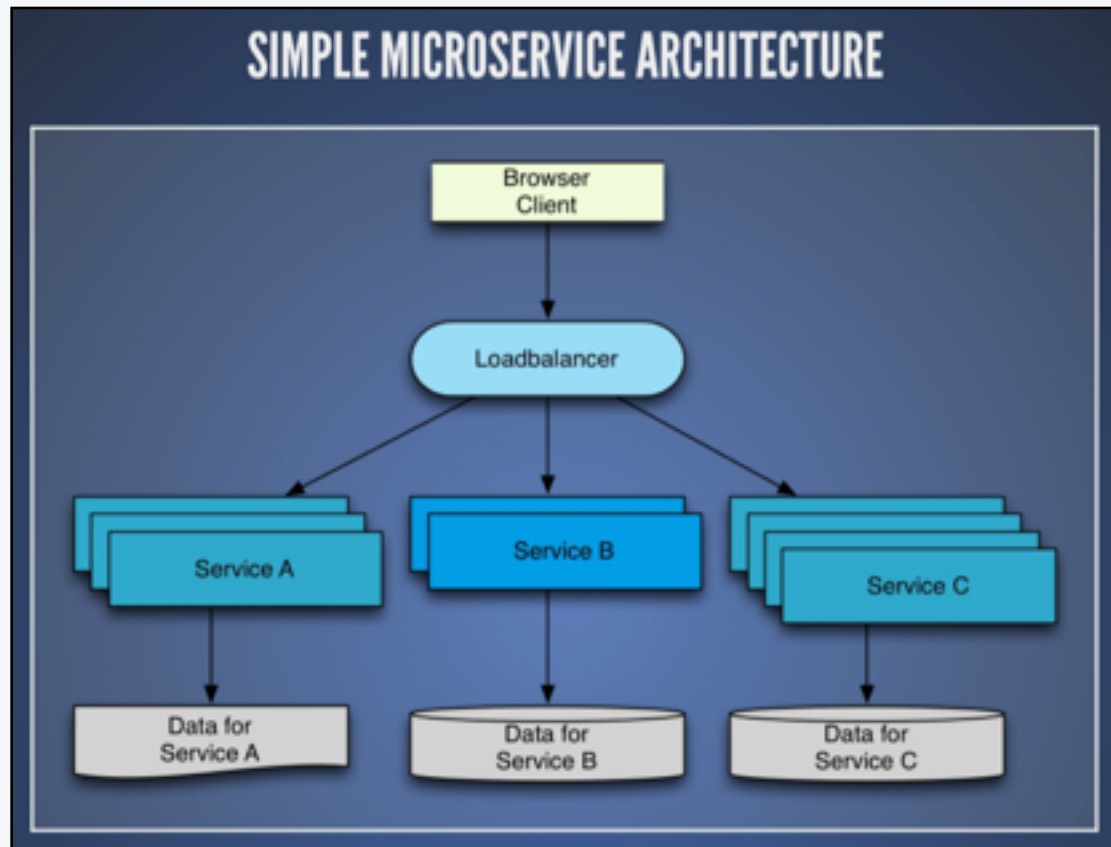 SIMPLE MICROSERVICE ARCHITECTURE
Browser
Client
Loadbalancer
Service A
Service B
Service C
Data for
Service A
Data for
Service B
Data for
Service C